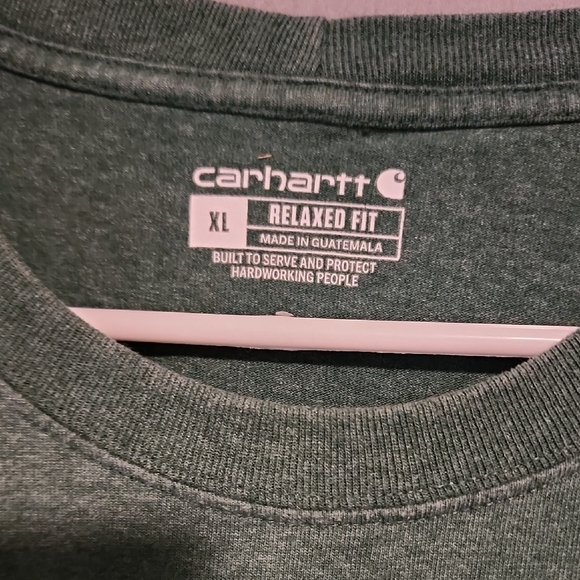 carhartt
XL RELAXED FIT
MADE IN GUATEMALA
BUILT TO SERVE AND PROTECT
HARDWORKING PEOPLE